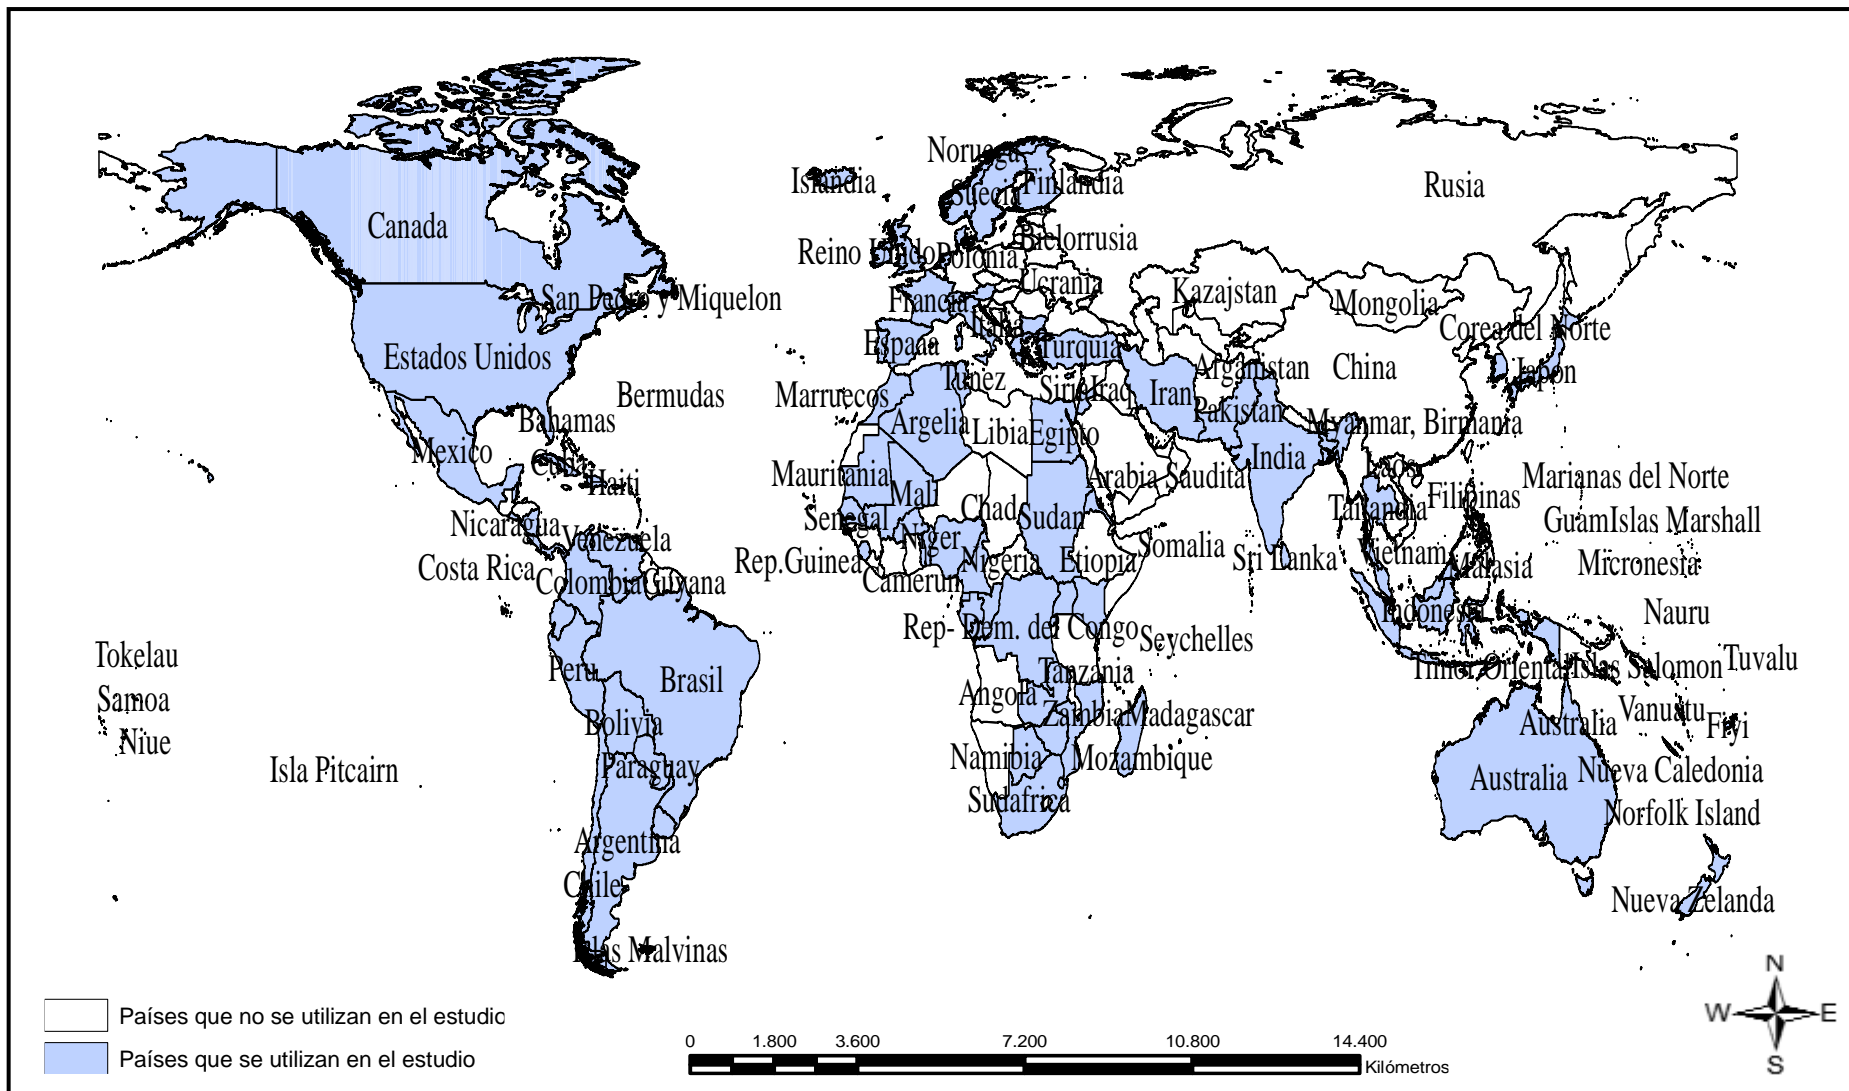 Noruega
Islandia
Suecia
Finlandia
Rusia
Canada
Reino Unido
Polonia
Bielorrusia
Ucrania
San Pedro y Miquelon
Francia
Kazajstan
Mongolia
Italia
Corea del Norte
España
Turquia
Estados Unidos
Afganistan
China
Japon
Tunez
Siria
Iraq
Iran
Marruecos
Bermudas
Bahamas
Argelia
Libia
Egipto
Pakistan
Myanmar, Birmania
Mexico
Cuba
India
Laos
Mauritania
Haiti
Mali
Arabia Saudita
Marianas del Norte
Filipinas
Chad
Tailandia
Senegal
Sudan
Guam
Islas Marshall
Nicaragua
Venezuela
Niger
Somalia
Vietnam
Rep.Guinea
Nigeria
Etiopia
Sri Lanka
Malasia
Micronesia
Costa Rica
Colombia
Guyana
Camerun
Indonesia
Nauru
Rep- Dem. del Congo
Seychelles
Tokelau
Peru
Brasil
Tanzania
Timor Oriental
Islas Salomon
Tuvalu
Samoa
Angola
Zambia
Madagascar
Vanuatu
Niue
Bolivia
Australia
Fiyi
Isla Pitcairn
Paraguay
Namibia
Mozambique
Australia
Nueva Caledonia
Sudafrica
Norfolk Island
Argentina
Chile
Nueva Zelanda
Islas Malvinas
N
W
E
S
Países que no se utilizan en el estudio
Países que se utilizan en el estudio
0 1.800 3.600 7.200 10.800 14.400
Kilómetros